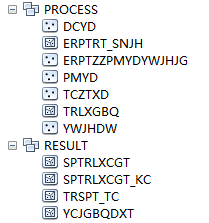 PROCESS
DCYD
ERPTRT_SNJH
ERPTZZPMYDYWJHJG
PMYD
TCZTXD
TRLXGBQ
YWJHDW
RESULT
SPTRLXCGT
SPTRLXCGT_KC
TRSPT_TC
YCJGBQDXT